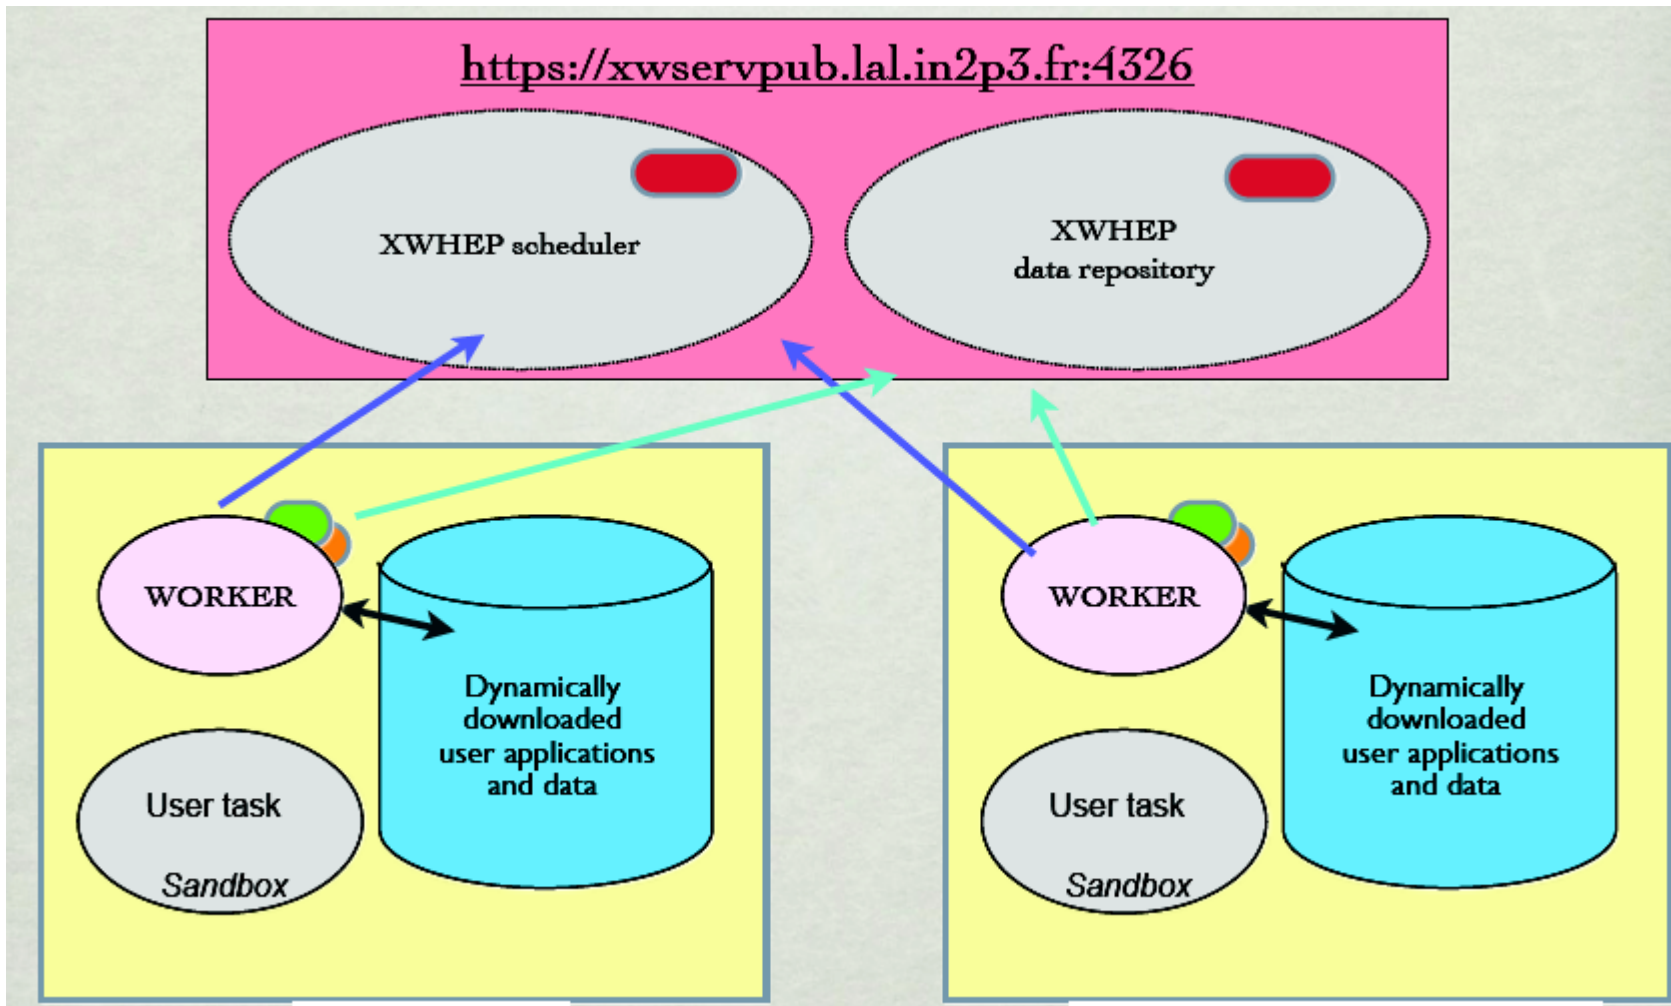 https://xwservpub.lal.in2p3.fr:4326
XWHEP scheduler
XWHEP
data repository
WORKER
Dynamically
downloaded
user applications
and data
User task
Sandbox
WORKER
Dynamically
downloaded
user applications
and data
User task
Sandbox